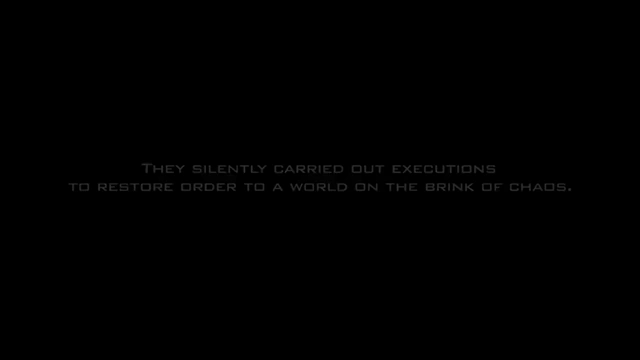 They silently carried out executions
to restore order to a world on the brink of chaos.